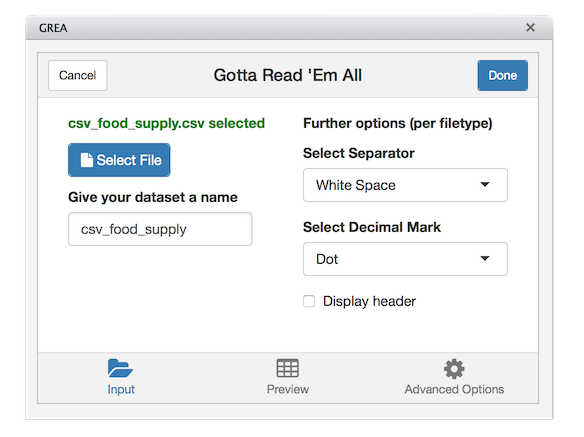 GREA
Cancel
Gotta Read 'Em All
Done
csv_food_supply.csv selected
Select File
Give your dataset a name
csv_food_supply
Further options (per filetype)
Select Separator
White Space
Select Decimal Mark
Dot
Display header
Input
Preview
Advanced Options